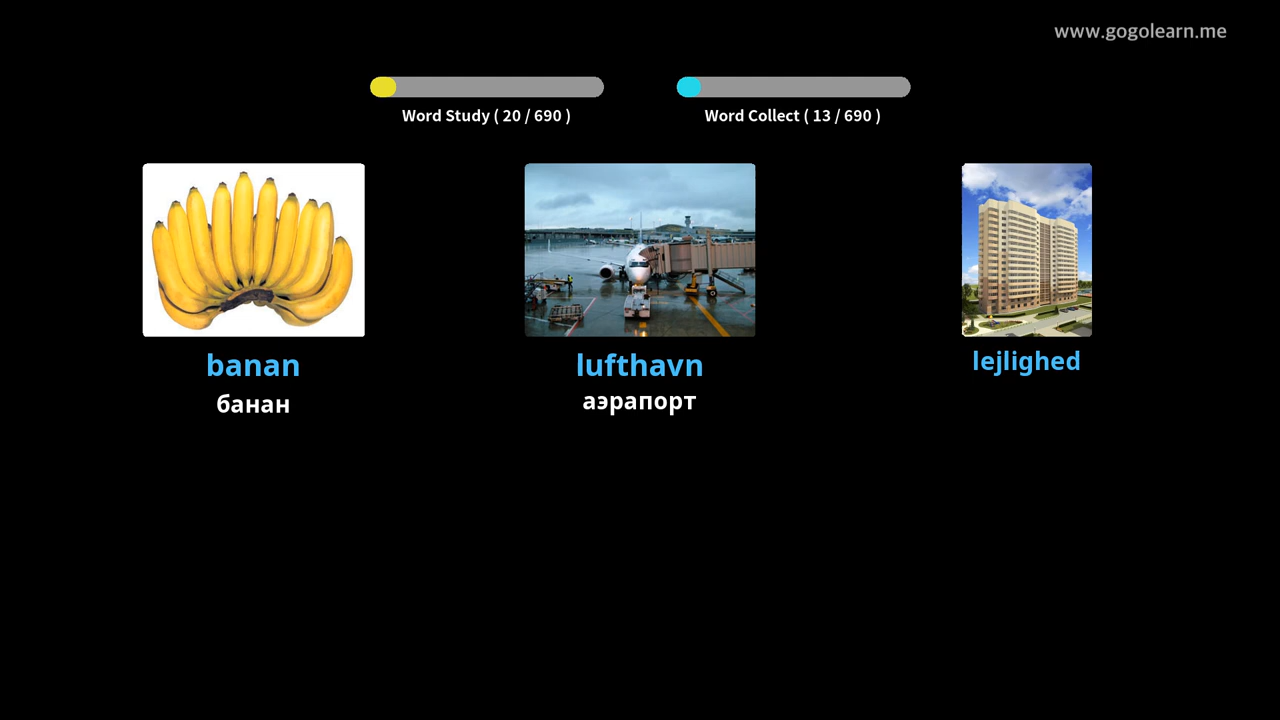 www.gogolearn.me
Word Study ( 20 / 690 )
Word Collect ( 13 / 690 )
banan
банан
lufthavn
аэрапорт
lejlighed